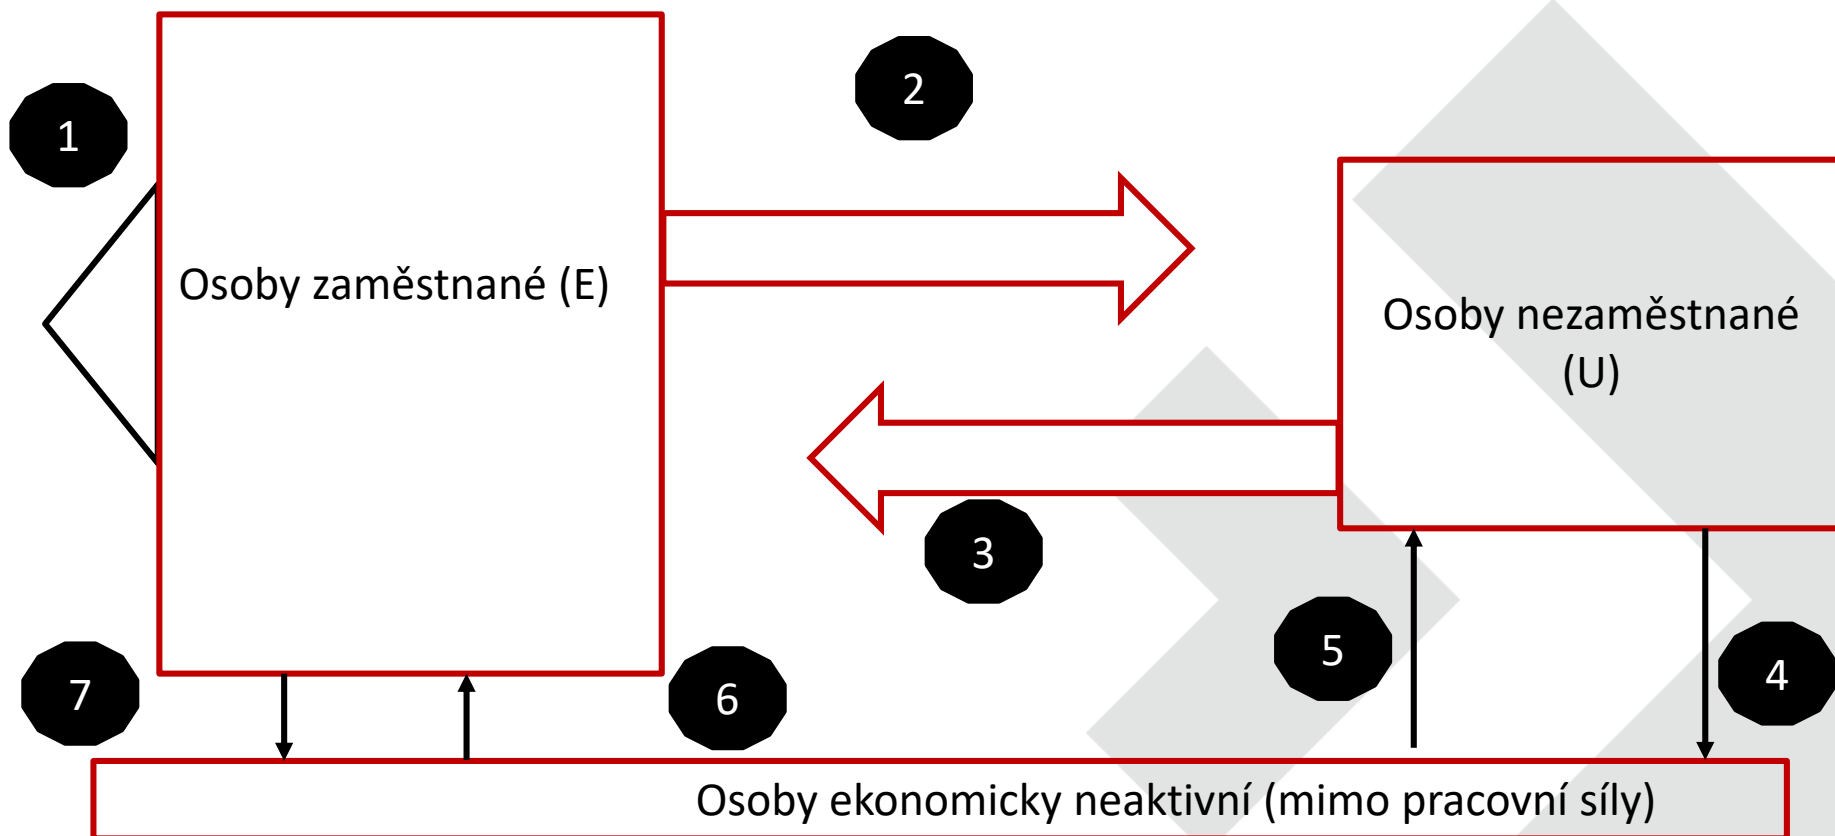 1
2
Osoby zaměstnané (E)
Osoby nezaměstnané
(U)
3
5
4
7
6
Osoby ekonomicky neaktivní (mimo pracovní síly)